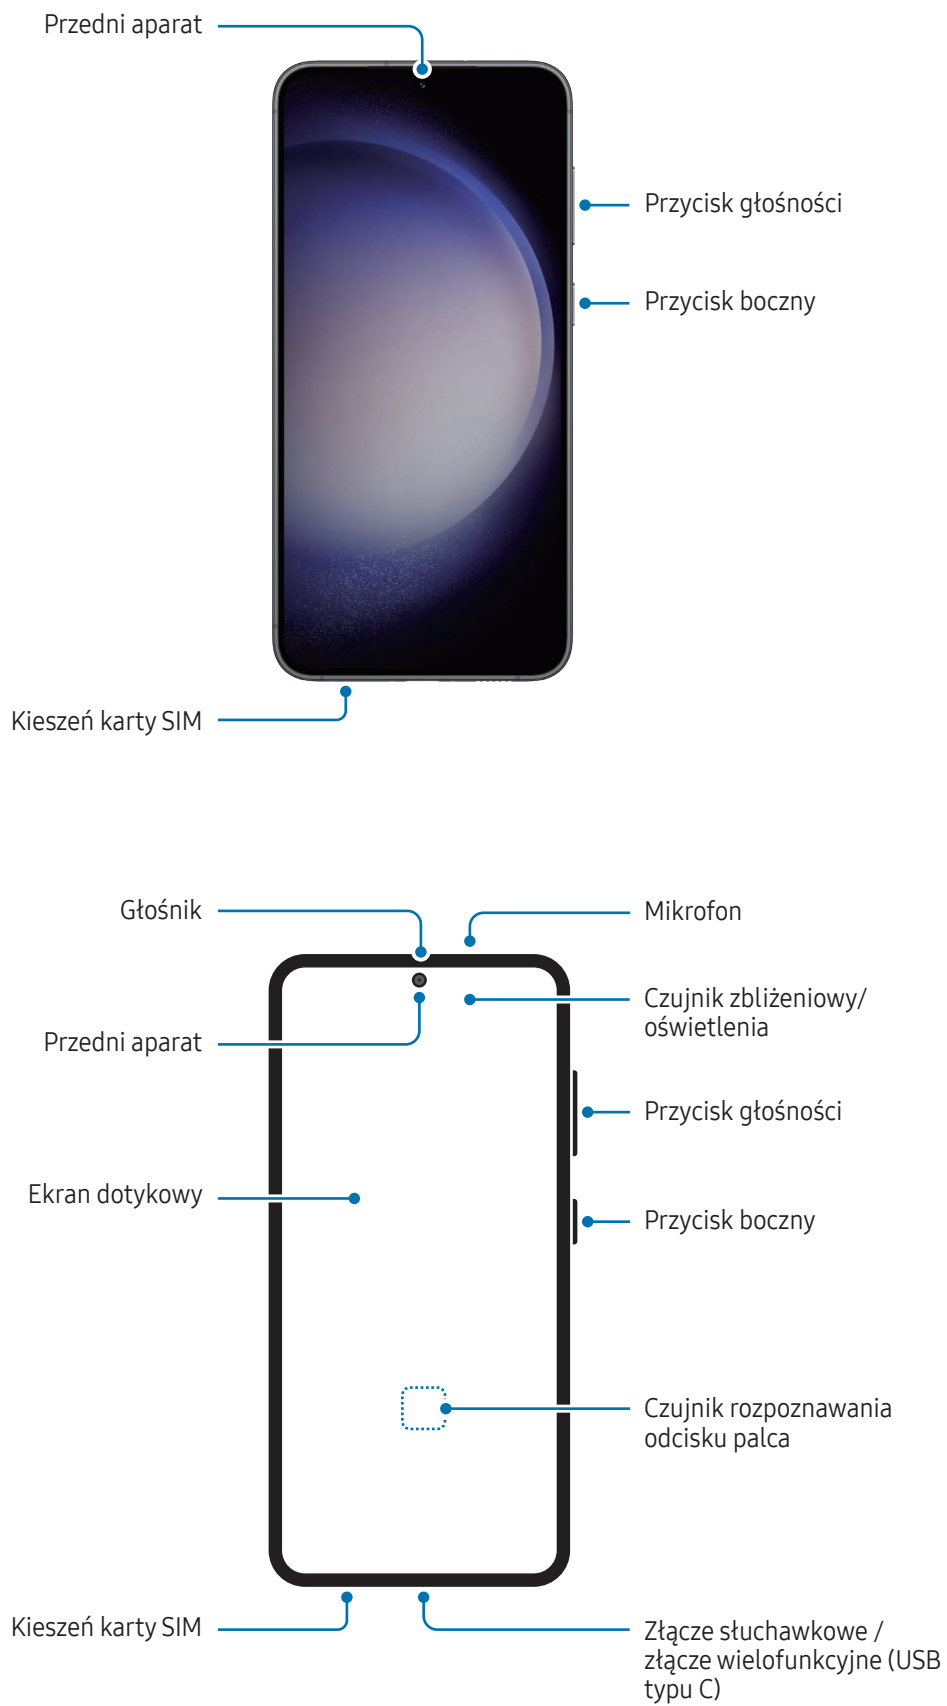 Przedni aparat
Przycisk głośności
Przycisk boczny
Kieszeń karty SIM
Głośnik
Mikrofon
Czujnik zbliżeniowy/
oświetlenia
Przedni aparat
Przycisk głośności
Ekran dotykowy
Przycisk boczny
Czujnik rozpoznawania
odcisku palca
Kieszeń karty SIM
Złącze słuchawkowe /
złącze wielofunkcyjne (USB
typu C)